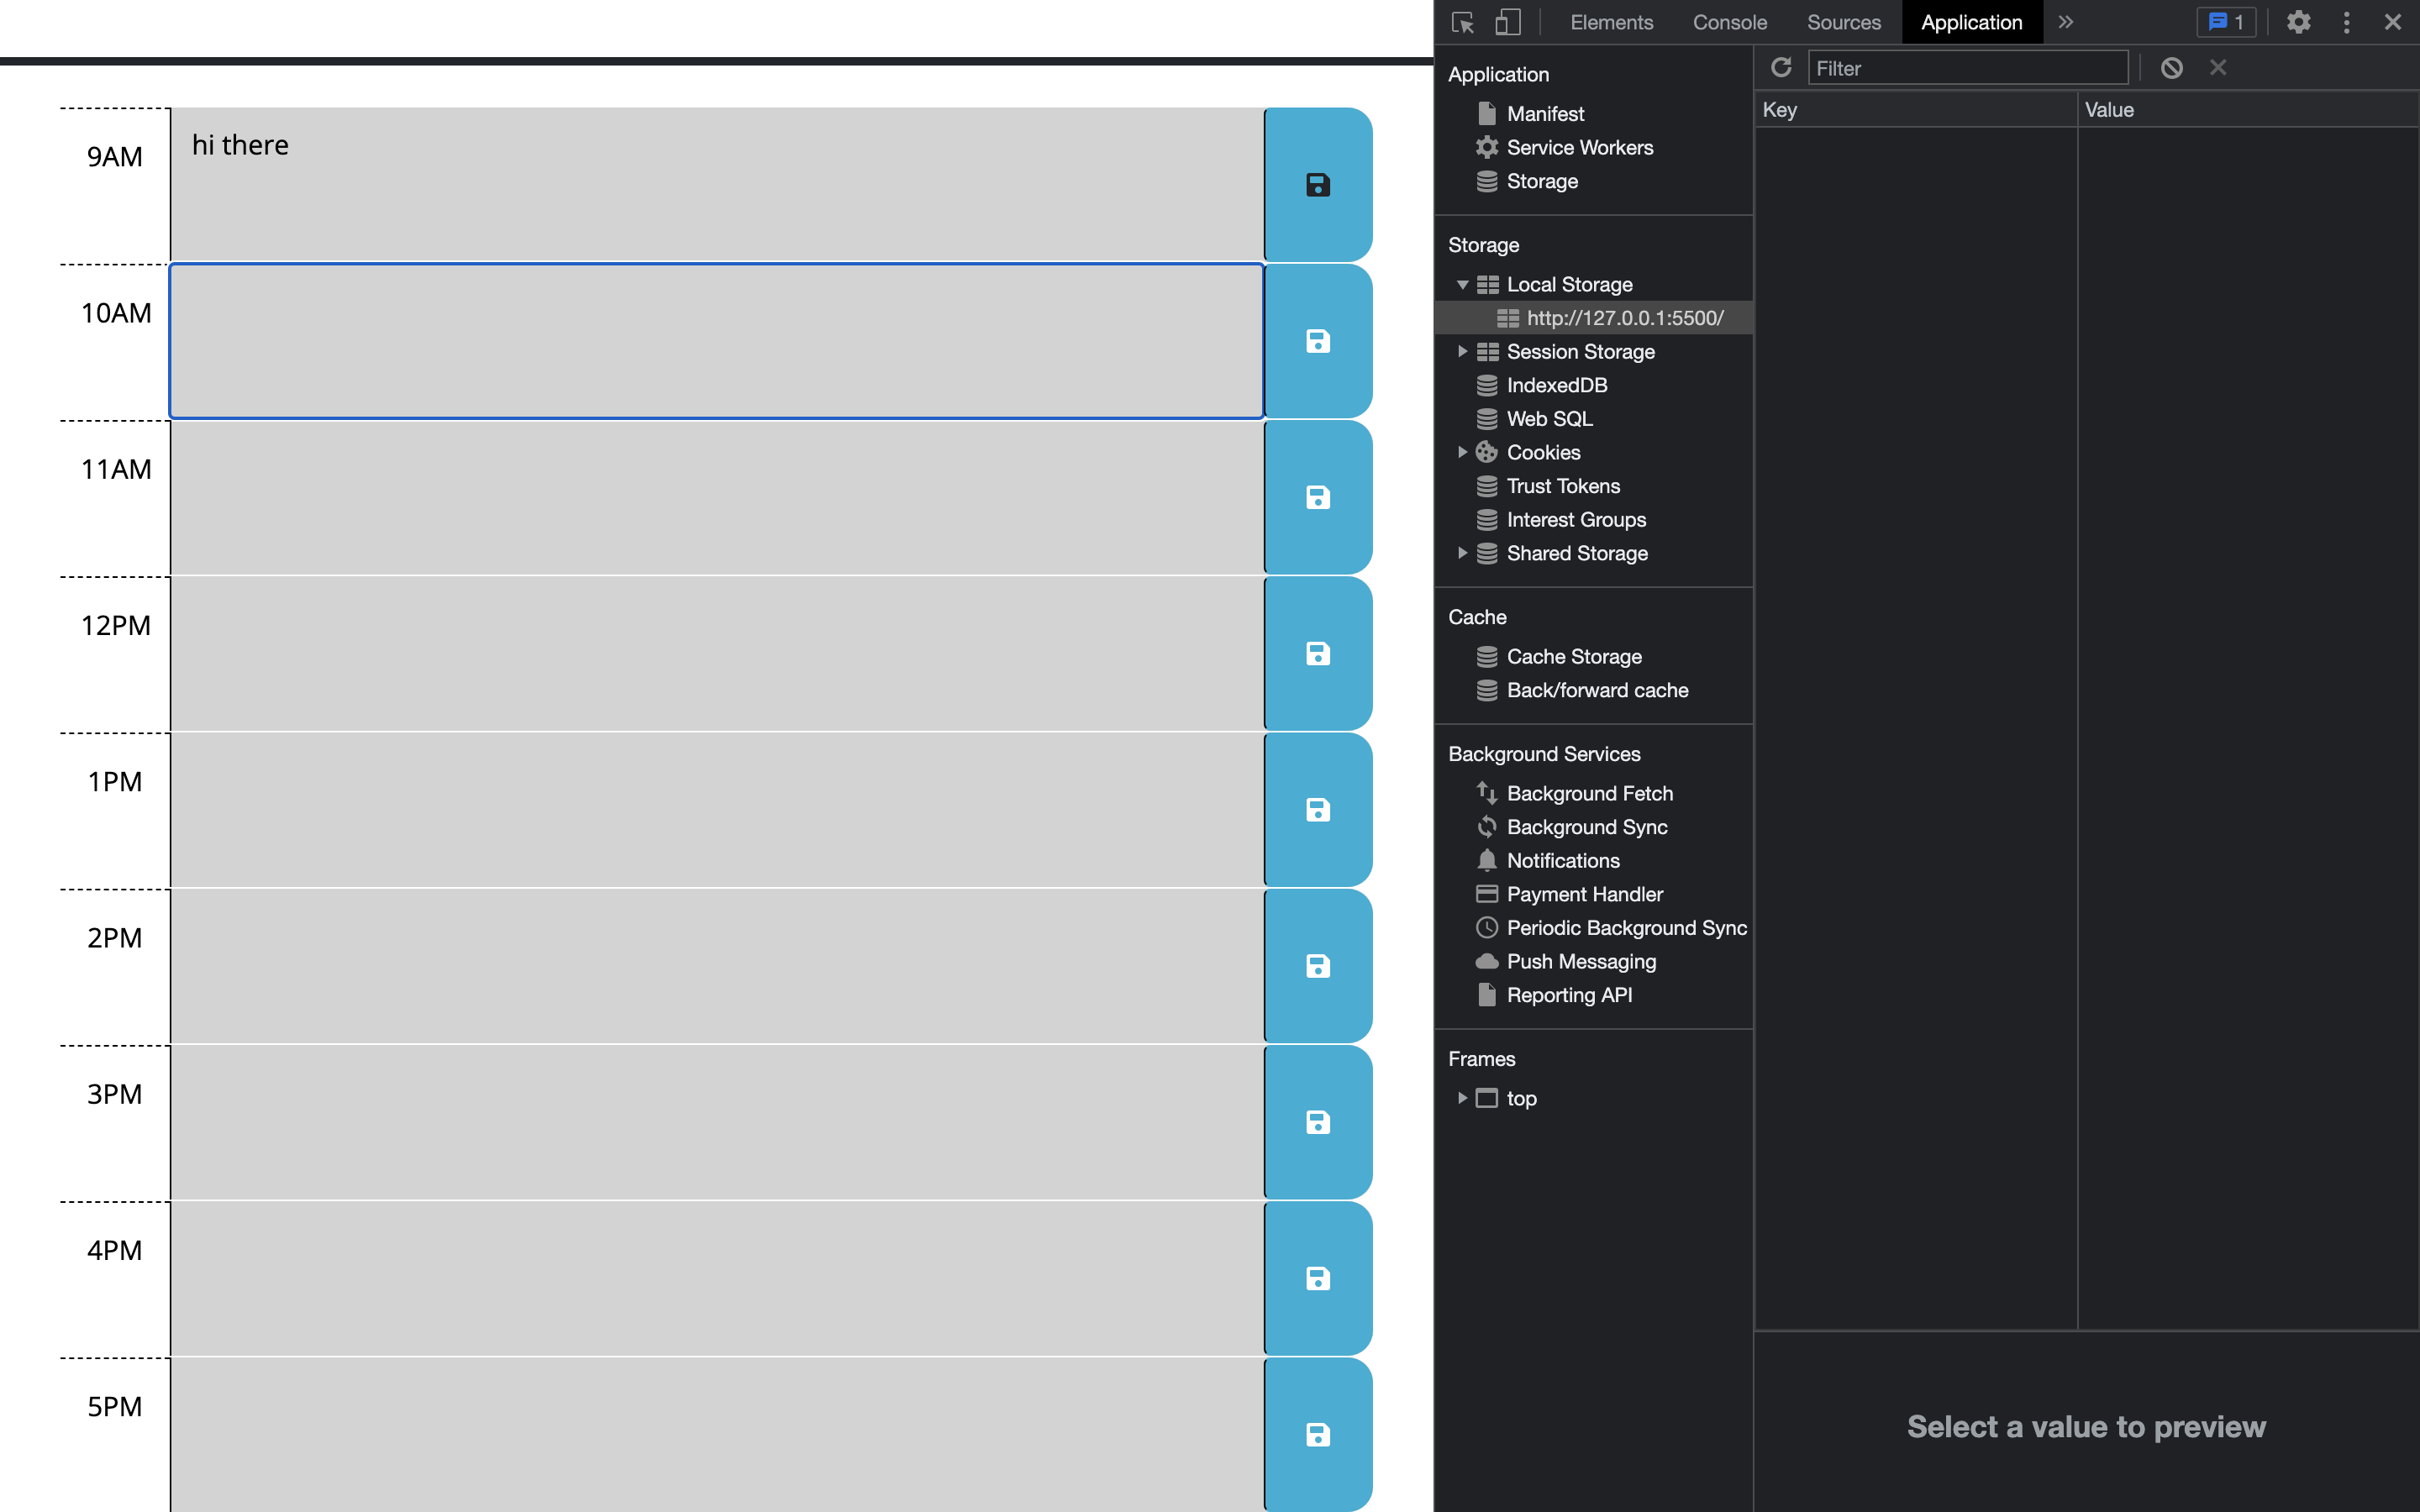 9AM
hi there
10AM
11AM
12PM
1PM
2PM
3PM
4PM
5PM
Elements Console Sources Application 1
Application
Manifest
Service Workers
Storage
Storage
Local Storage
http://127.0.0.1:5500/
Session Storage
IndexedDB
Web SQL
Cookies
Trust Tokens
Interest Groups
Shared Storage
Cache
Cache Storage
Back/forward cache
Background Services
Background Fetch
Background Sync
Notifications
Payment Handler
Periodic Background Sync
Push Messaging
Reporting API
Frames
top
Filter
Key Value
Select a value to preview